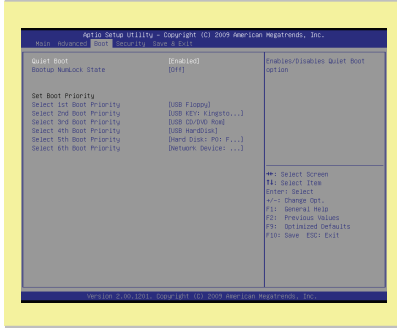 Aptio Setup Utility – Copyright (C) 2009 American Megatrends, Inc.
Main Advanced Boot Security Save & Exit
Quiet Boot [Enabled]
Bootup NumLock State [Off]
Set Boot Priority
Select 1st Boot Priority [USB Floppy]
Select 2nd Boot Priority [USB KEY: Kingsto...]
Select 3rd Boot Priority [USB CD/DVD Rom]
Select 4th Boot Priority [USB HardDisk]
Select 5th Boot Priority [Hard Disk: P0: F...]
Select 6th Boot Priority [Network Device: ...]
Enables/Disables Quiet Boot
option
→←: Select Screen
↑↓: Select Item
Enter: Select
+/-: Change Opt.
F1: General Help
F2: Previous Values
F9: Optimized Defaults
F10: Save ESC: Exit
Version 2.00.1201. Copyright (C) 2009 American Megatrends, Inc.